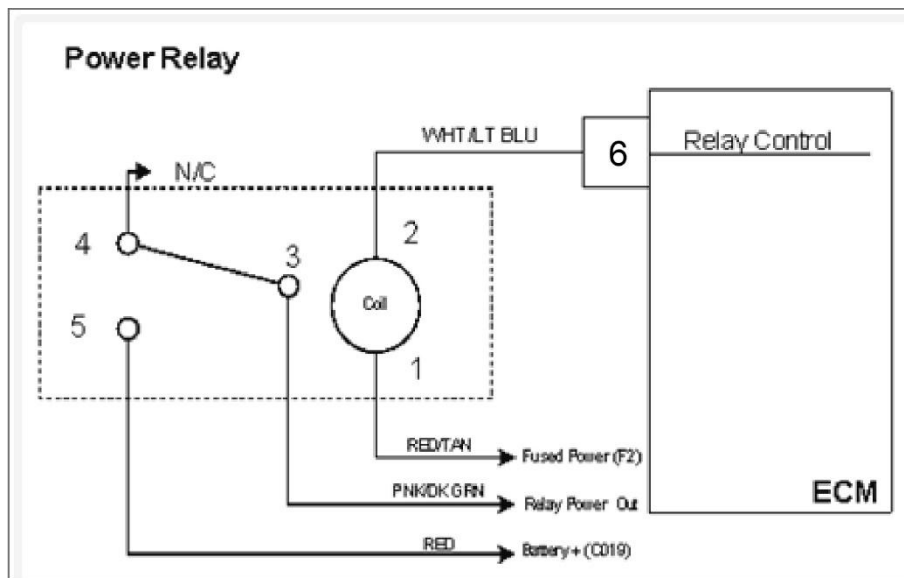 Power Relay
WHT/LT BLU
6
Relay Control
N/C
4
3
2
5
Coil
1
RED/TAN
Fused Power (F2)
PNK/DK GRN
Relay Power Out
ECM
RED
Battery+ (C019)